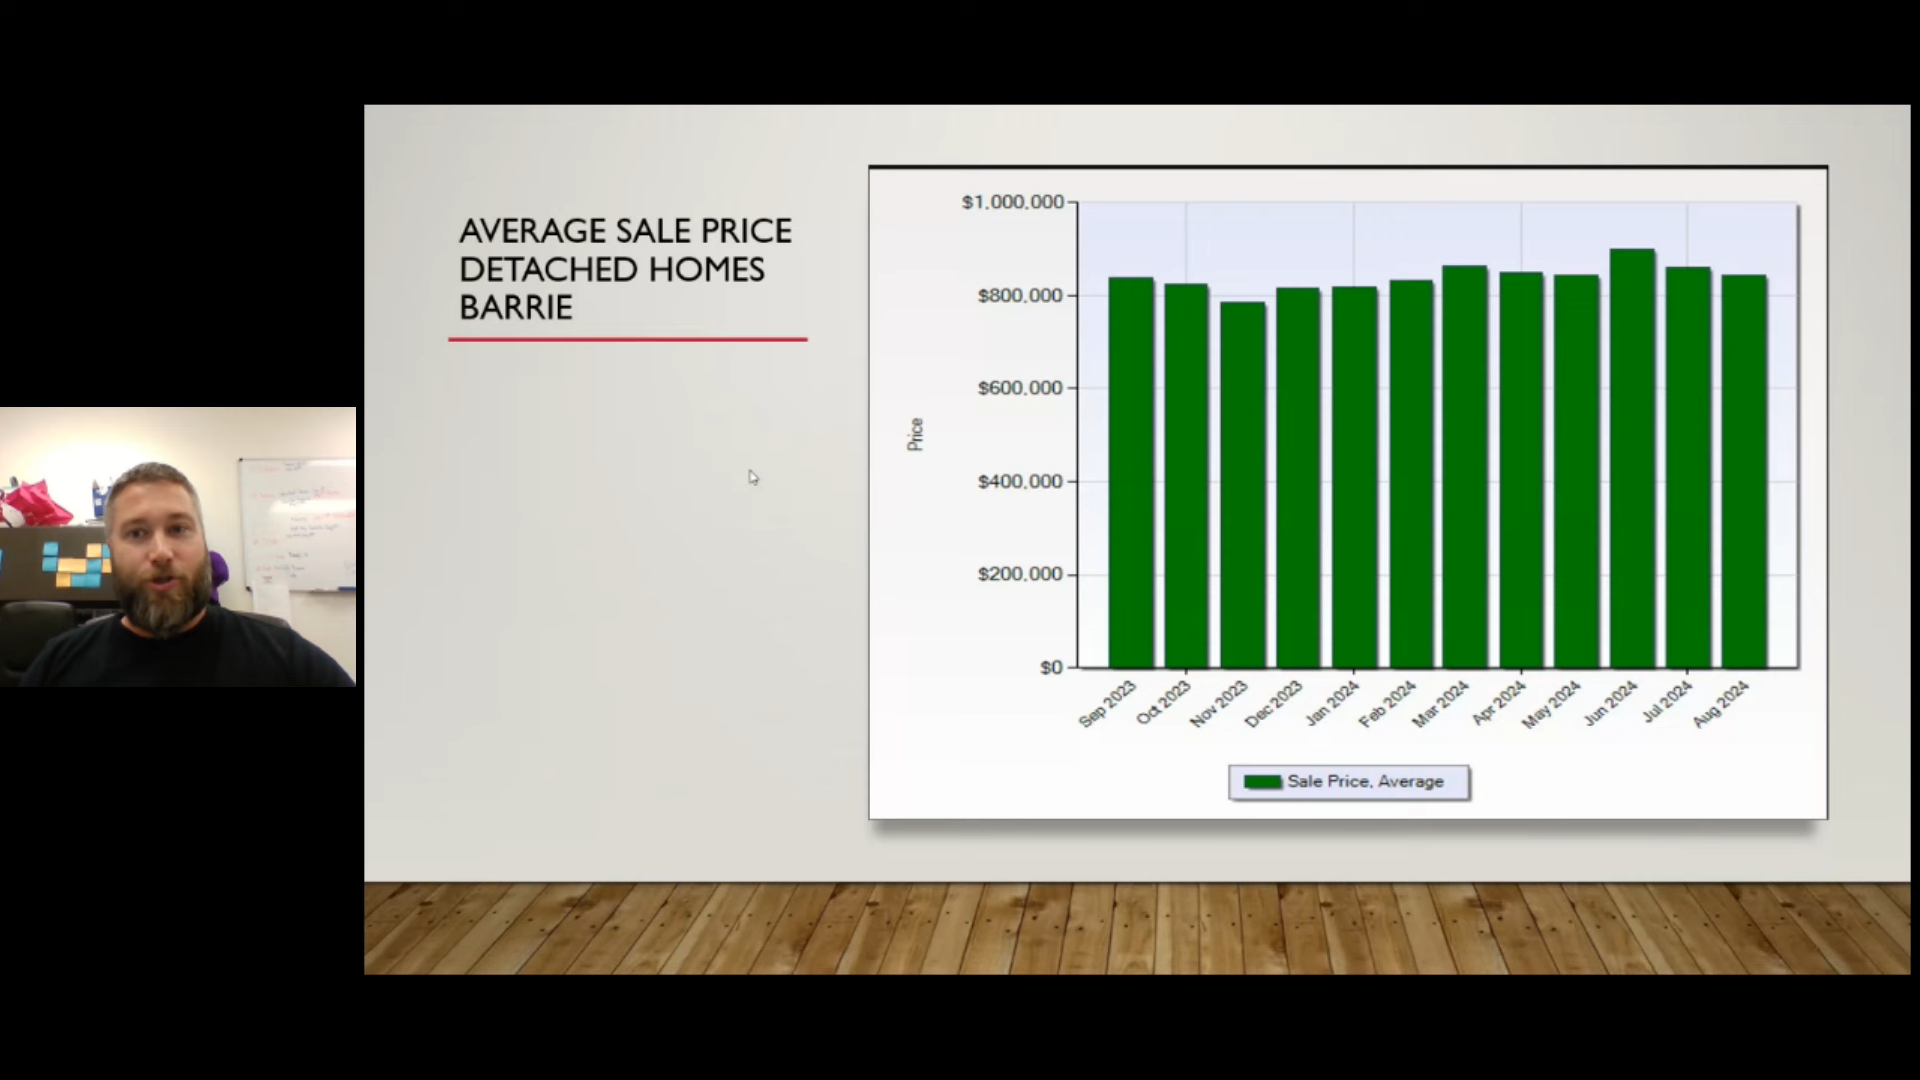 AVERAGE SALE PRICE
DETACHED HOMES
BARRIE
$1,000,000
$800,000
$600,000
$400,000
$200,000
$0
Price
Sep 2023
Oct 2023
Nov 2023
Dec 2023
Jan 2024
Feb 2024
Mar 2024
Apr 2024
May 2024
Jun 2024
Jul 2024
Aug 2024
Sale Price, Average